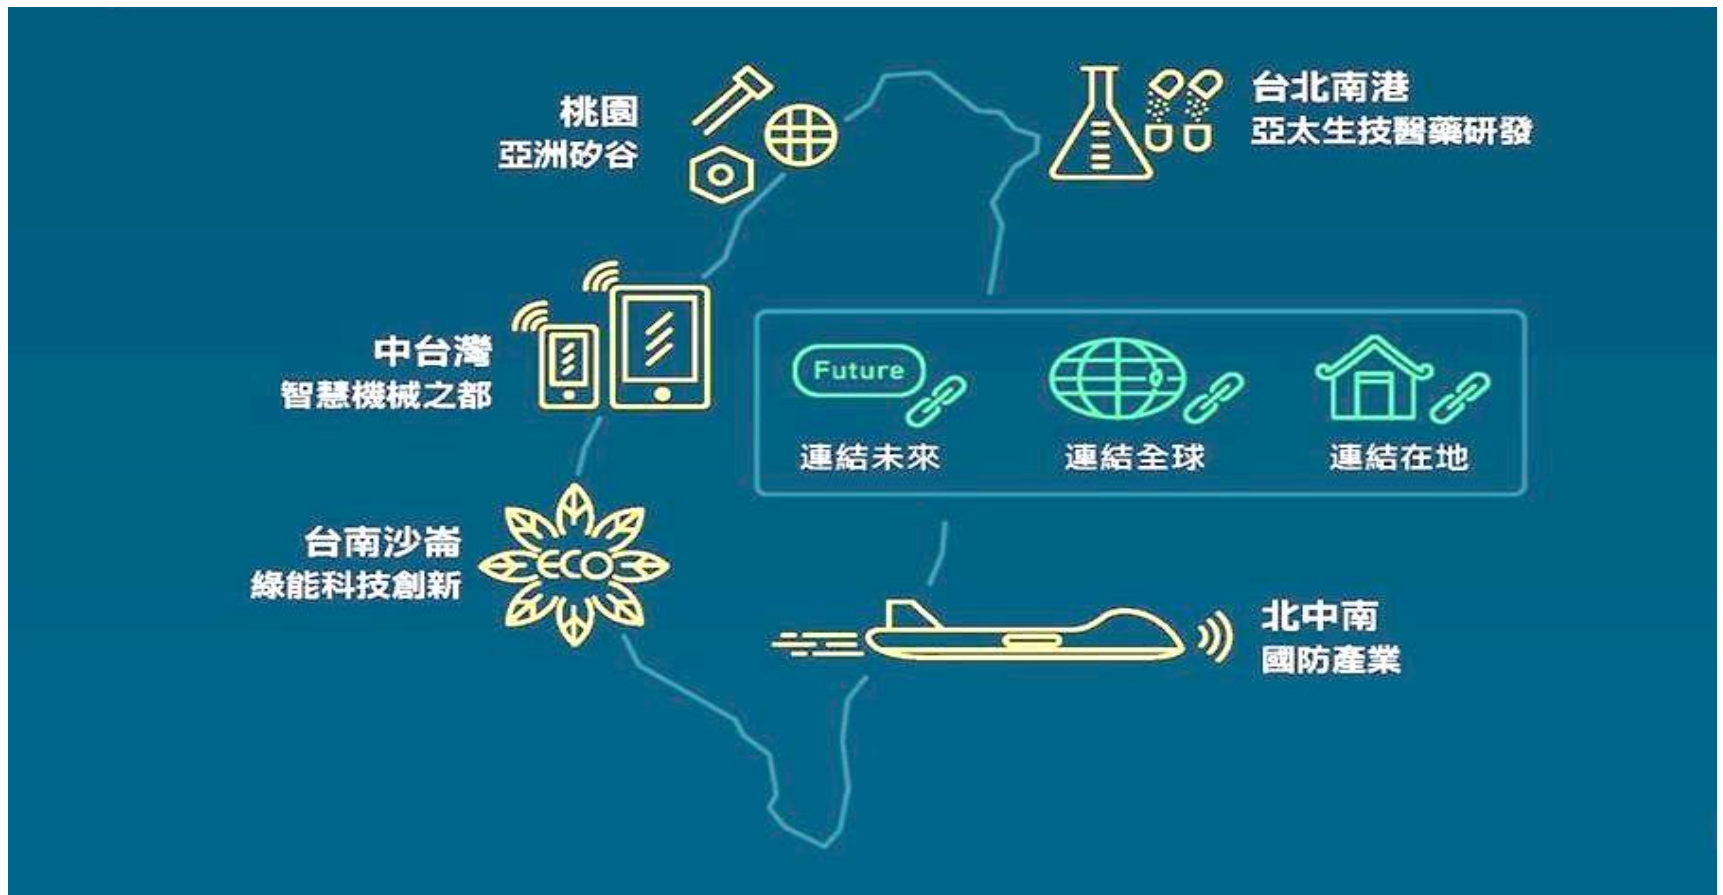 桃園
亞洲矽谷
台北南港
亞太生技醫藥研發
中台灣
智慧機械之都
Future
連結未來
連結全球
連結在地
台南沙崙
綠能科技創新
ECO
北中南
國防產業